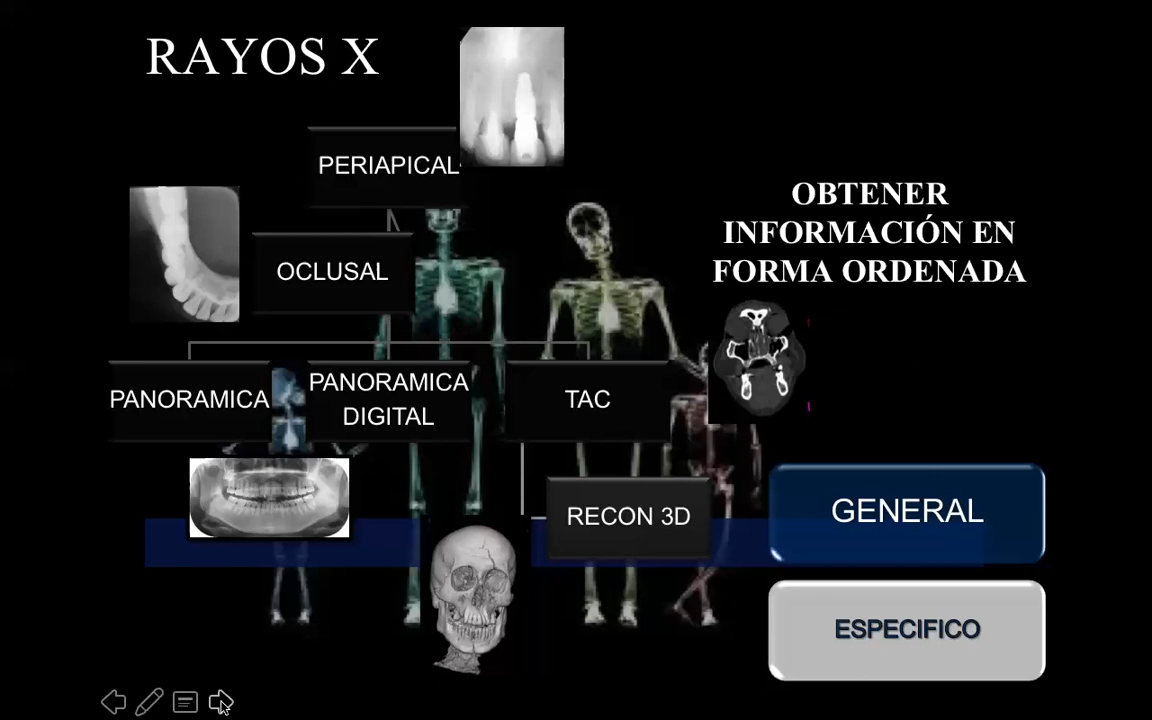 RAYOS X
PERIAPICAL
OCLUSAL
OBTENER
INFORMACIÓN EN
FORMA ORDENADA
PANORAMICA
PANORAMICA
DIGITAL
TAC
RECON 3D
GENERAL
ESPECIFICO